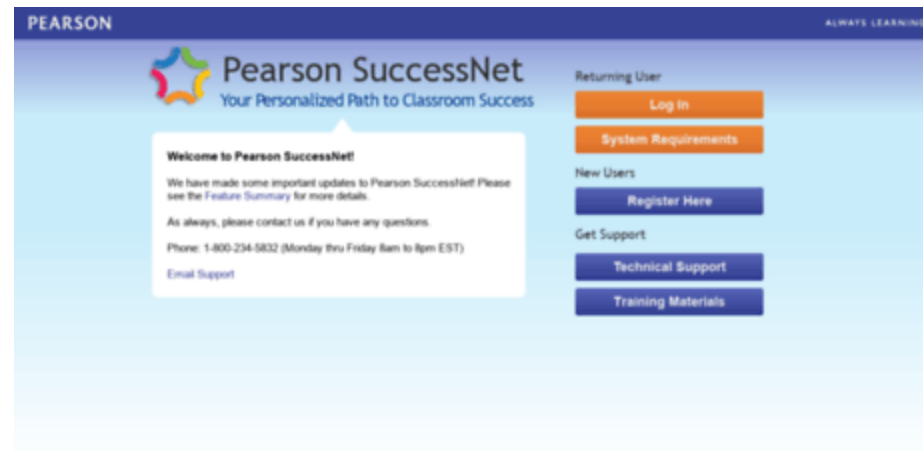 PEARSON
ALWAYS LEARNING
Pearson SuccessNet
Your Personalized Path to Classroom Success
Welcome to Pearson SuccessNet!
We have made some important updates to Pearson SuccessNet! Please
see the Feature Summary for more details.
As always, please contact us if you have any questions.
Phone: 1-800-234-5832 (Monday thru Friday 8am to 8pm EST)
Email Support
Returning User
Log In
System Requirements
New Users
Register Here
Get Support
Technical Support
Training Materials